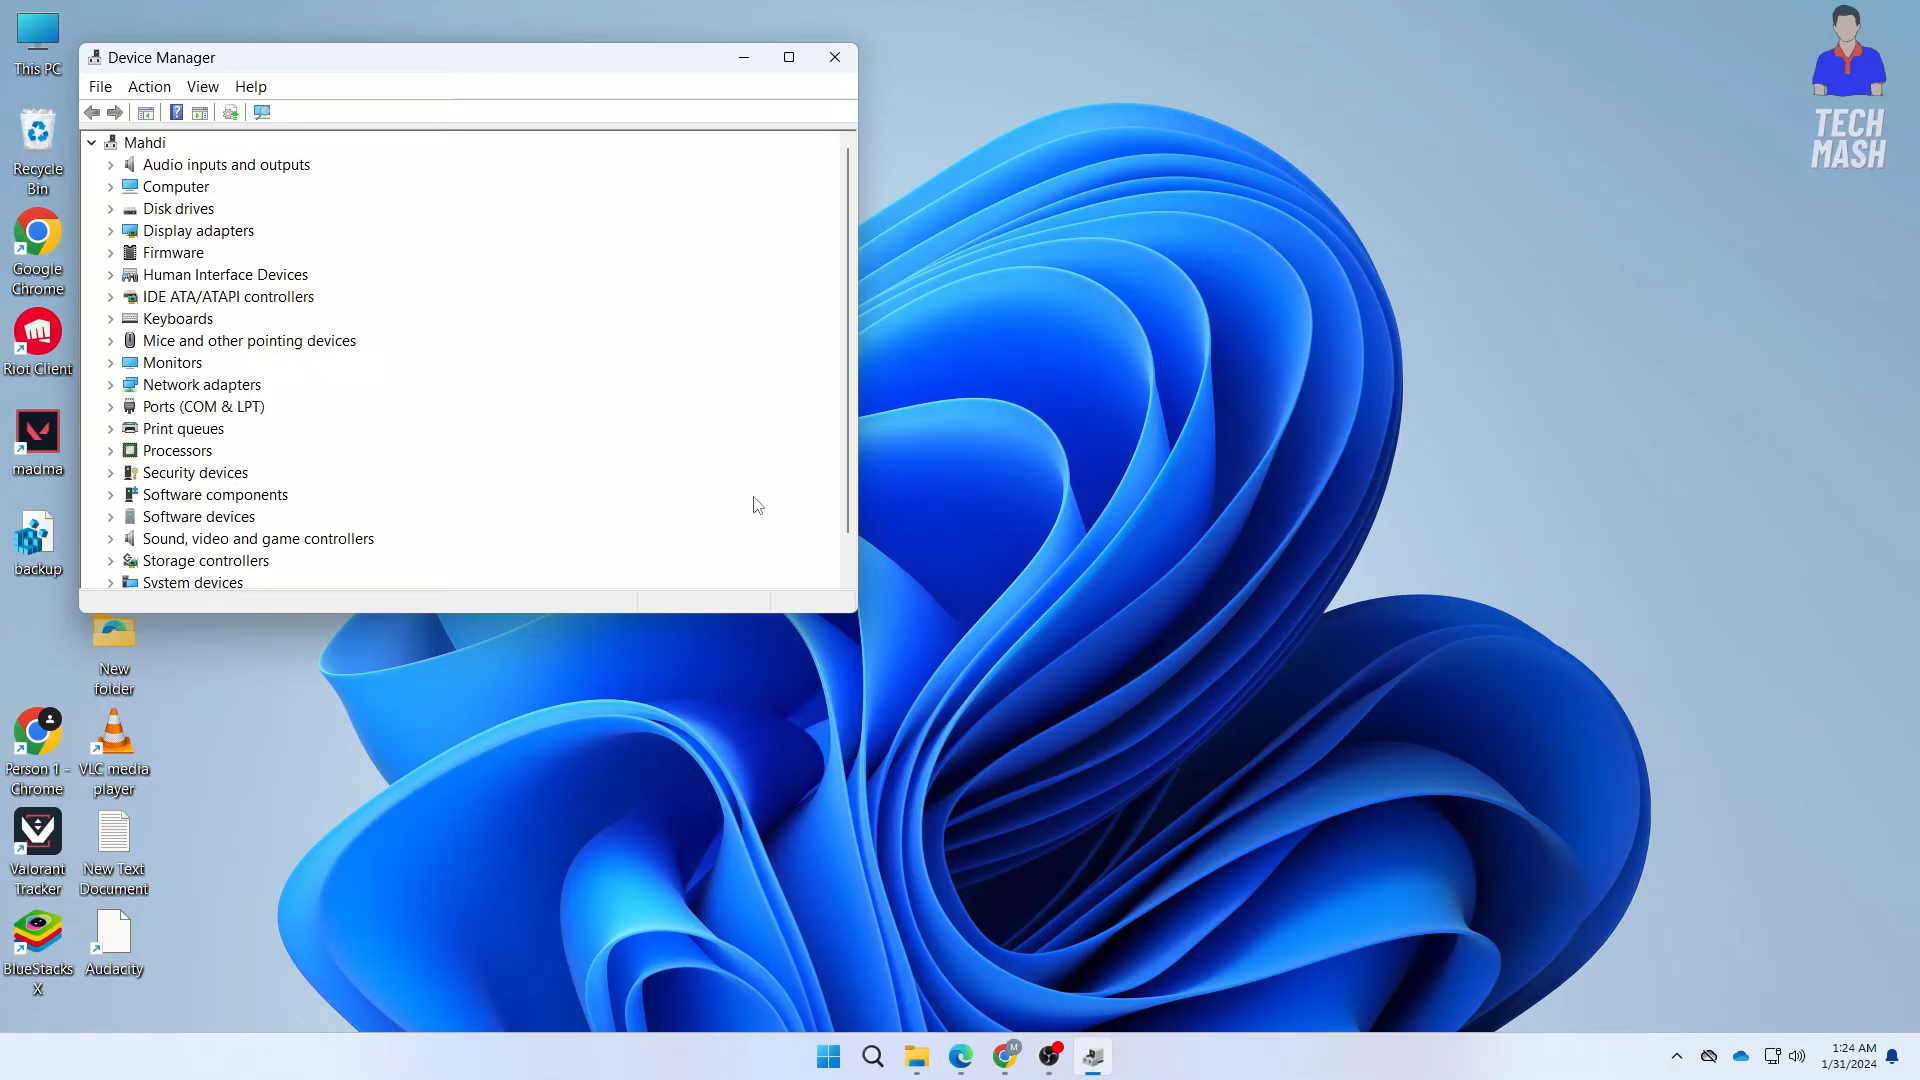 This PC
Recycle
Bin
Google
Chrome
Riot Client
madma
backup
New
folder
Person 1 -
Chrome
VLC media
player
Valorant
Tracker
New Text
Document
BlueStacks
X
Audacity
Device Manager
File Action View Help
Mahdi
Audio inputs and outputs
Computer
Disk drives
Display adapters
Firmware
Human Interface Devices
IDE ATA/ATAPI controllers
Keyboards
Mice and other pointing devices
Monitors
Network adapters
Ports (COM & LPT)
Print queues
Processors
Security devices
Software components
Software devices
Sound, video and game controllers
Storage controllers
System devices
TECH
MASH
M
1:24 AM
1/31/2024